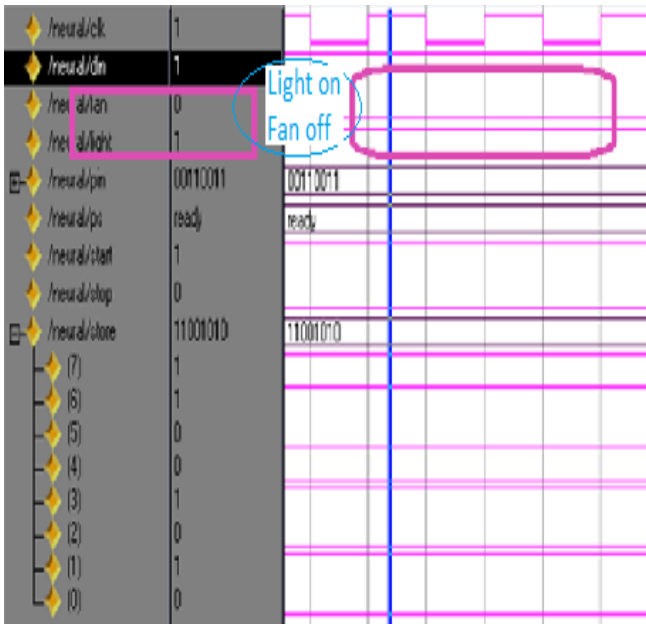 /neural/clk 1
/neural/din 1
/neural/fan 0
/neural/light 1
Light on
Fan off
/neural/pin 00110011 00110011
/neural/ps ready ready
/neural/start 1
/neural/stop 0
/neural/store 11001010 11001010
(7) 1
(6) 1
(5) 0
(4) 0
(3) 1
(2) 0
(1) 1
(0) 0